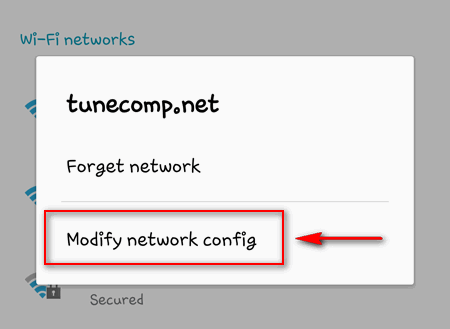 Wi-Fi networks
tunecomp.net
Forget network
Modify network config
Secured